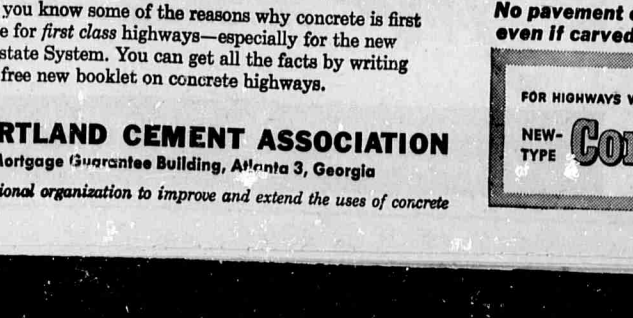 you know some of the reasons why concrete is first
e for first class highways—especially for the new
state System. You can get all the facts by writing
free new booklet on concrete highways.
RTLAND CEMENT ASSOCIATION
ortgage Guarantee Building, Atlanta 3, Georgia
ional organization to improve and extend the uses of concrete
No pavement
even if carved
FOR HIGHWAYS
NEW-
TYPE
Con